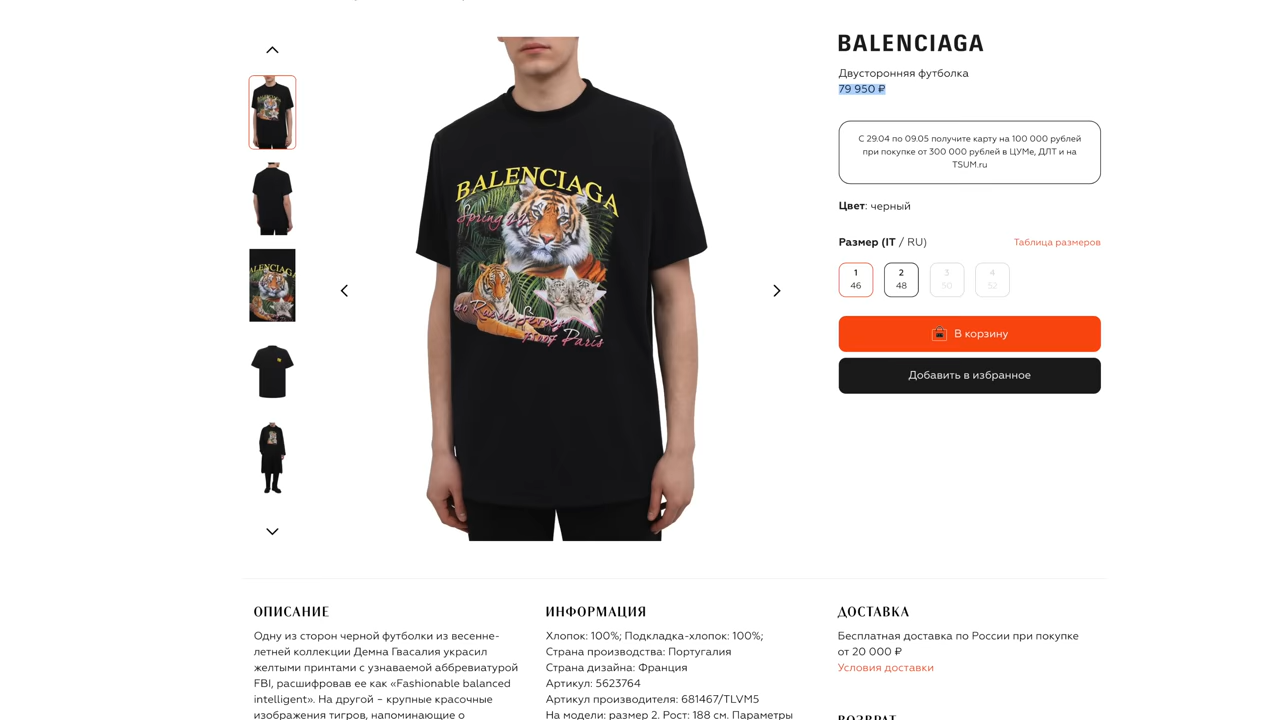 BALENCIAGA
Spring 22
Paris
BALENCIAGA
Двусторонняя футболка
79 950 ₽
С 29.04 по 09.05 получите карту на 100 000 рублей
при покупке от 300 000 рублей в ЦУМе, ДЛТ и на
TSUM.ru
Цвет: черный
Размер (IT / RU)
Таблица размеров
1 2 3 4
46 48 50 52
В корзину
Добавить в избранное
ОПИСАНИЕ
Одну из сторон черной футболки из весенне-
летней коллекции Демна Гвасалия украсил
желтыми принтами с узнаваемой аббревиатурой
FBI, расшифровав ее как «Fashionable balanced
intelligent». На другой – крупные красочные
изображения тигров, напоминающие о
ИНФОРМАЦИЯ
Хлопок: 100%; Подкладка-хлопок: 100%;
Страна производства: Португалия
Страна дизайна: Франция
Артикул: 5623764
Артикул производителя: 681467/TLVM5
На модели: размер 2. Рост: 188 см. Параметры
ДОСТАВКА
Бесплатная доставка по России при покупке
от 20 000 ₽
Условия доставки
ВОЗВРАТ